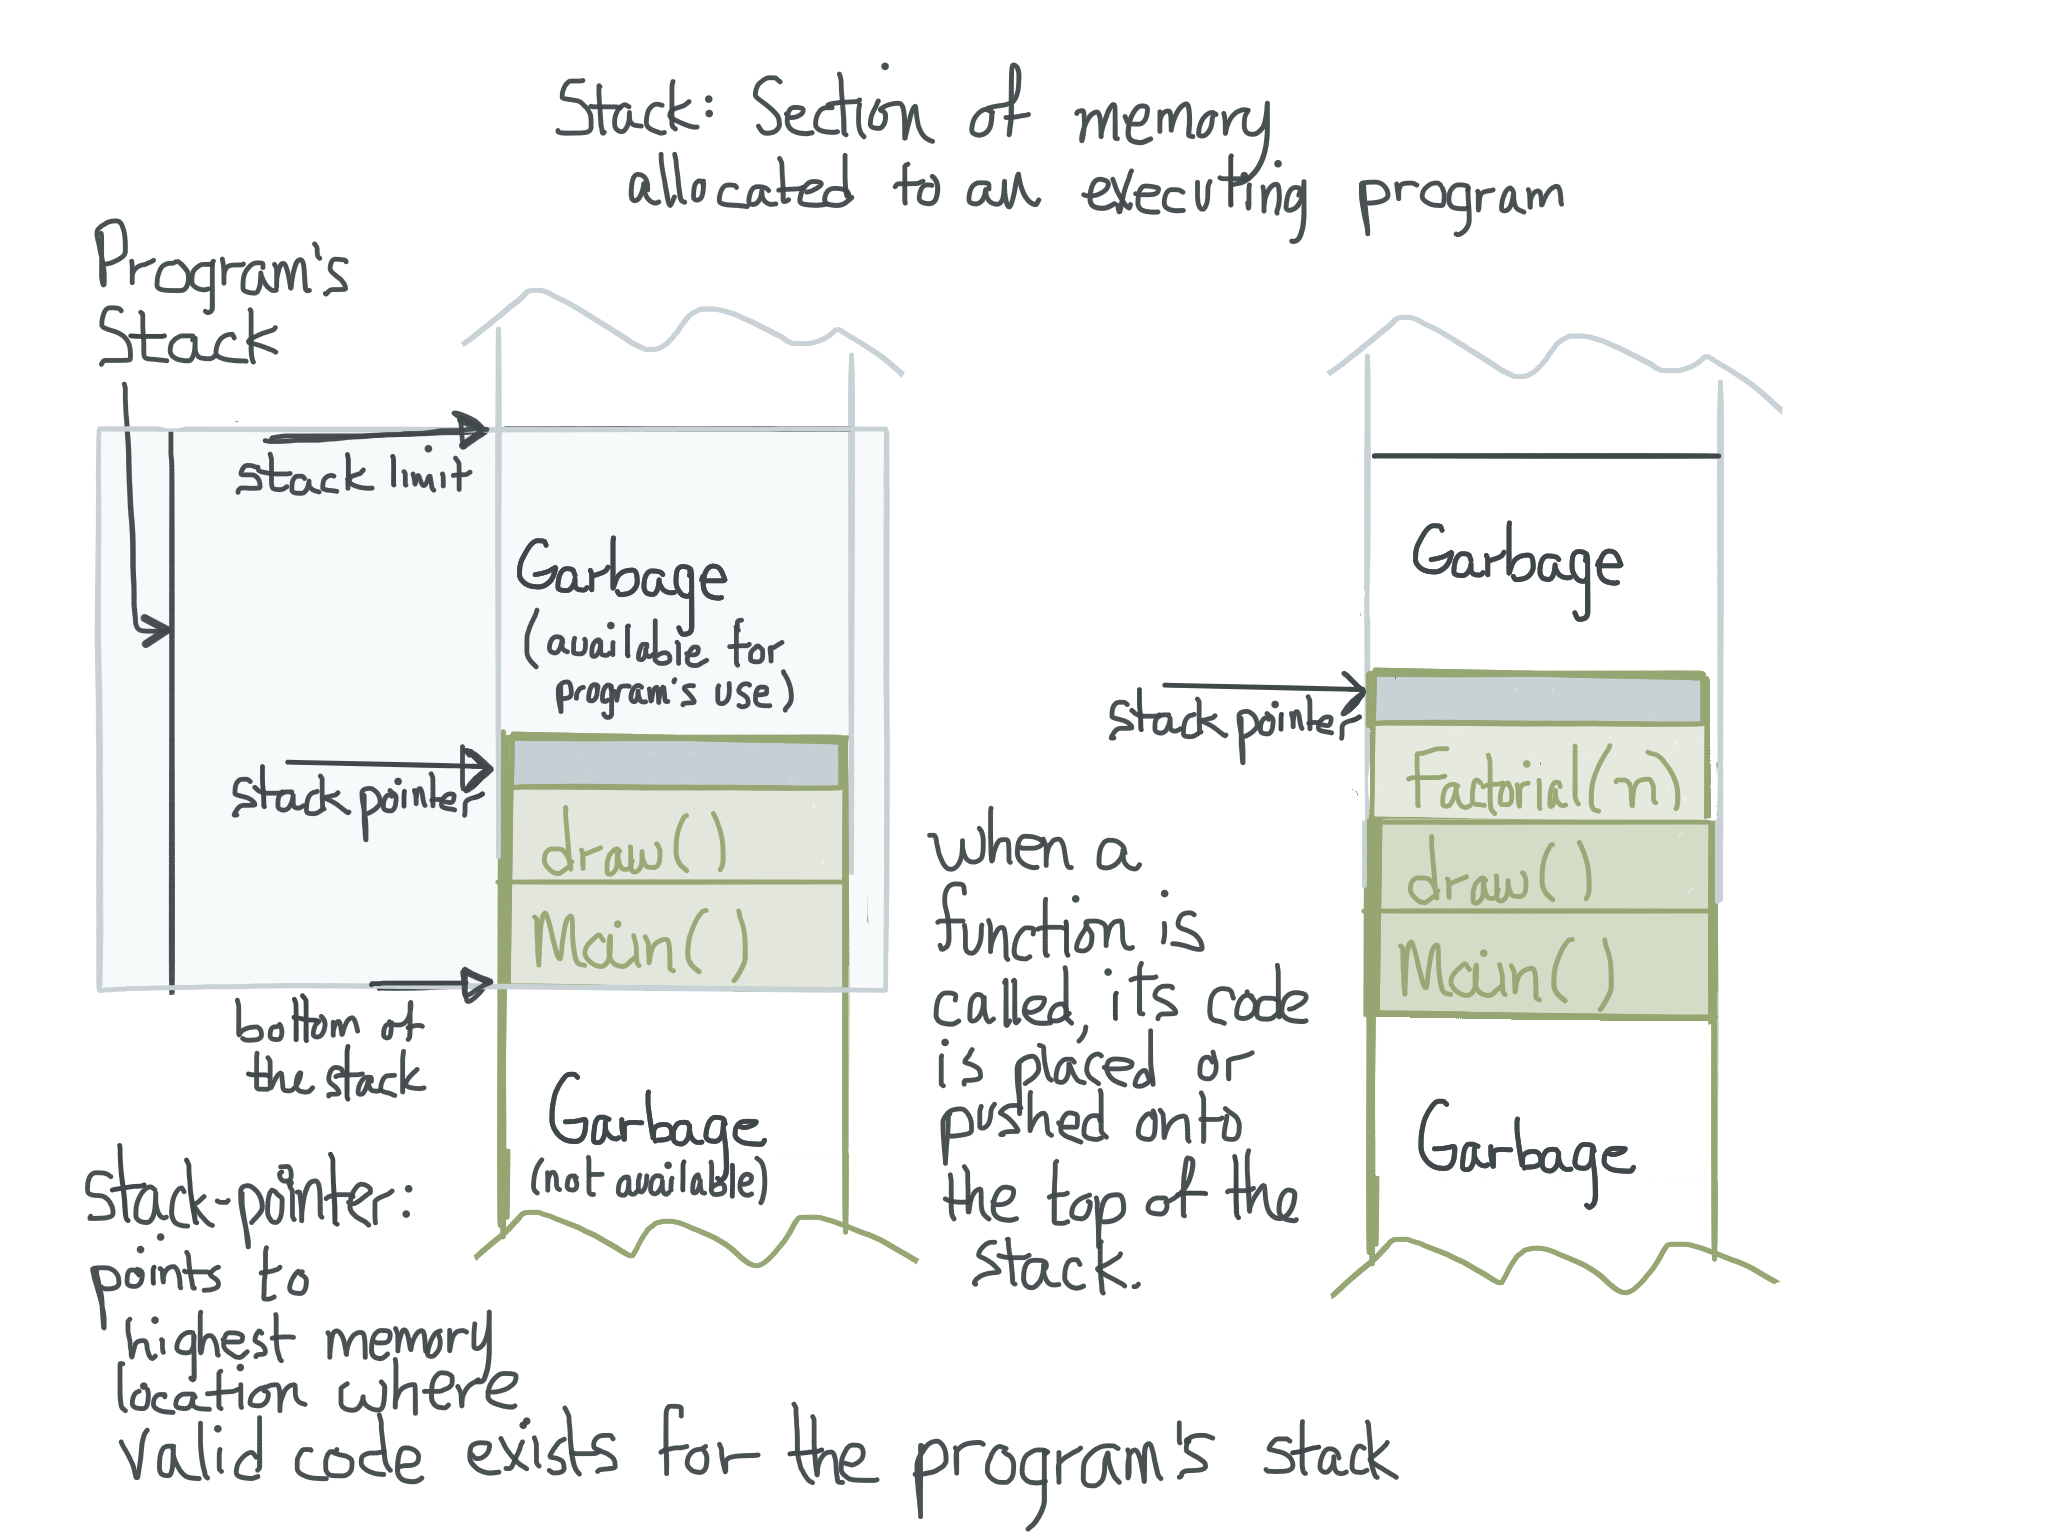 Stack: Section of memory
allocated to an executing program
Program's
Stack
stack limit
Garbage
(available for
program's use)
stack pointer
draw()
Main()
bottom of
the stack
Garbage
(not available)
Stack-pointer:
points to
highest memory
location where
valid code exists for the program's stack
when a
function is
called, its code
is placed or
pushed onto
the top of the
stack.
Garbage
stack pointer
Factorial(n)
draw()
Main()
Garbage